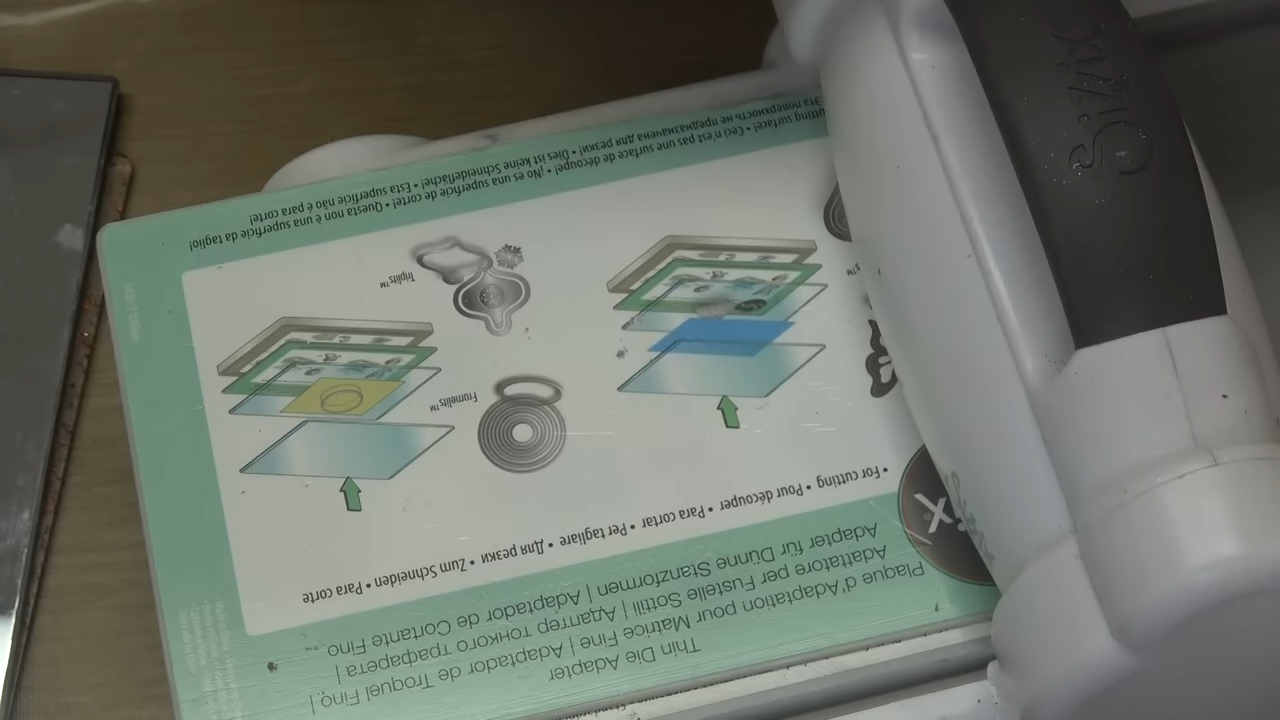 Sizzix
Thin Die Adapter
Plaque d'Adaptation pour Matrice Fine | Adaptador de Troquel Fino |
Adattatore per Fustelle Sottili | Адаптер тонкого трафарета |
Adapter für Dünne Stanzformen | Adaptador de Cortante Fino
• For cutting • Pour découper • Para cortar • Per tagliare • Для резки • Zum Schneiden • Para corte
Framelits™
Triplits™
cutting surface! • Ceci n'est pas une surface de découpe! • ¡No es una superficie de corte! • Questa non è una superficie da taglio!
Эта поверхность не предназначена для резки! • Dies ist keine Schneidefläche! • Esta superfície não é para corte!